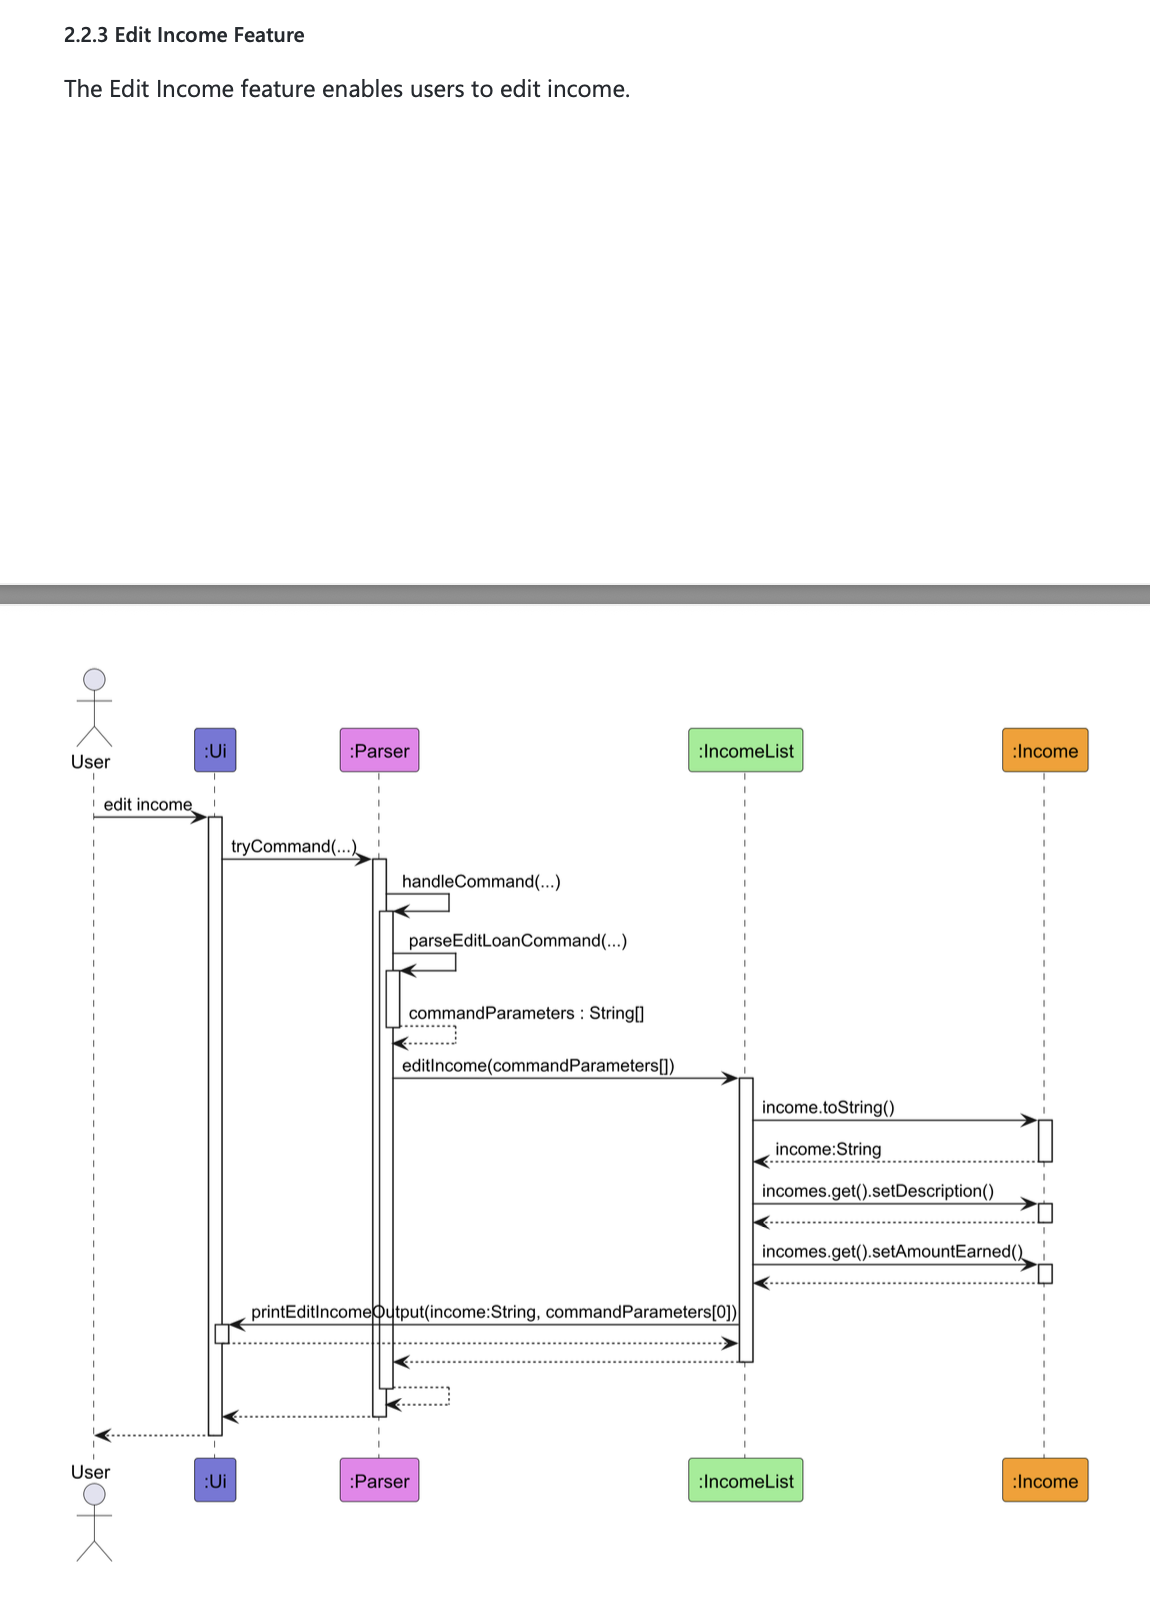 2.2.3 Edit Income Feature
The Edit Income feature enables users to edit income.
User
:Ui
:Parser
:IncomeList
:Income
edit income
tryCommand(...)
handleCommand(...)
parseEditLoanCommand(...)
commandParameters : String[]
editIncome(commandParameters[])
income.toString()
income:String
incomes.get().setDescription()
incomes.get().setAmountEarned()
printEditIncomeOutput(income:String, commandParameters[0])
User
:Ui
:Parser
:IncomeList
:Income